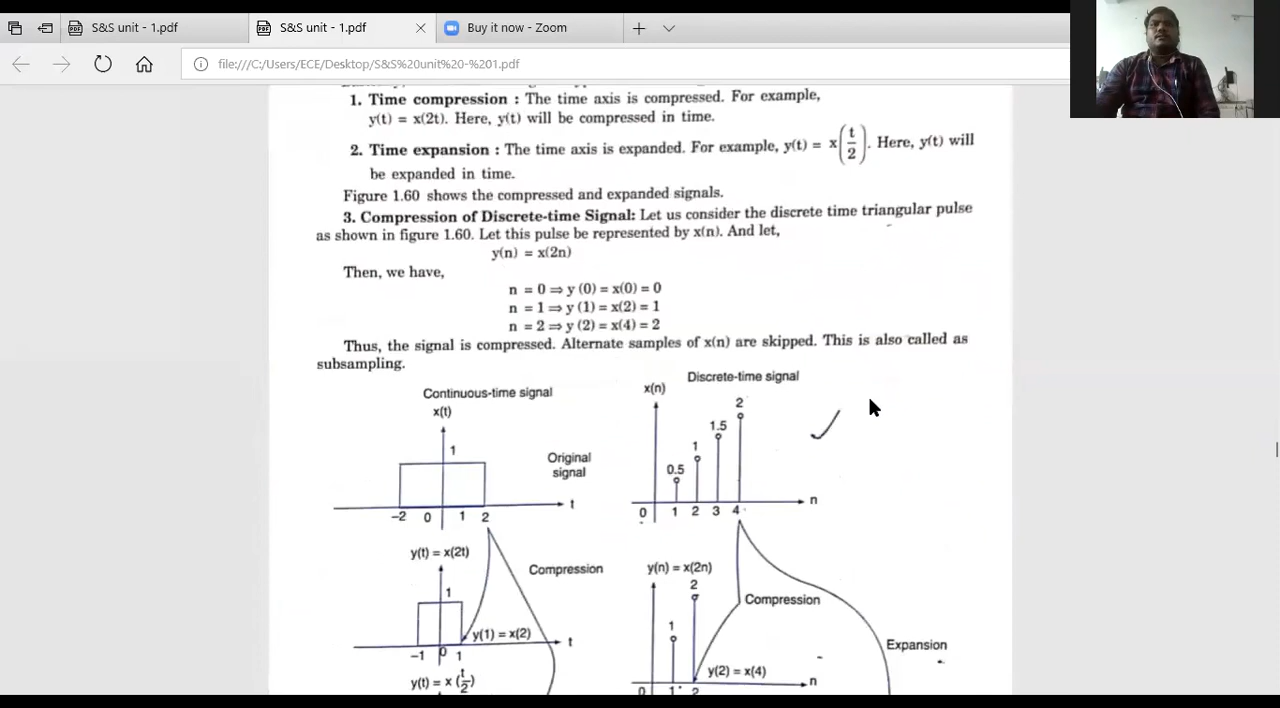 S&S unit - 1.pdf
S&S unit - 1.pdf
Buy it now - Zoom
file:///C:/Users/ECE/Desktop/S&S%20unit%20-%201.pdf
1. Time compression : The time axis is compressed. For example,
y(t) = x(2t). Here, y(t) will be compressed in time.
2. Time expansion : The time axis is expanded. For example, y(t) = x(t/2). Here, y(t) will
be expanded in time.
Figure 1.60 shows the compressed and expanded signals.
3. Compression of Discrete-time Signal: Let us consider the discrete time triangular pulse
as shown in figure 1.60. Let this pulse be represented by x(n). And let,
y(n) = x(2n)
Then, we have,
n = 0 ⇒ y (0) = x(0) = 0
n = 1 ⇒ y (1) = x(2) = 1
n = 2 ⇒ y (2) = x(4) = 2
Thus, the signal is compressed. Alternate samples of x(n) are skipped. This is also called as
subsampling.
Continuous-time signal
x(t)
1
Original
signal
t
-2 0 1 2
Discrete-time signal
x(n)
2
1.5
1
0.5
n
0 1 2 3 4
y(t) = x(2t)
Compression
1
y(1) = x(2)
t
-1 0 1
y(t) = x (t/2)
y(n) = x(2n)
2
Compression
1
Expansion
y(2) = x(4)
n
0 1 2